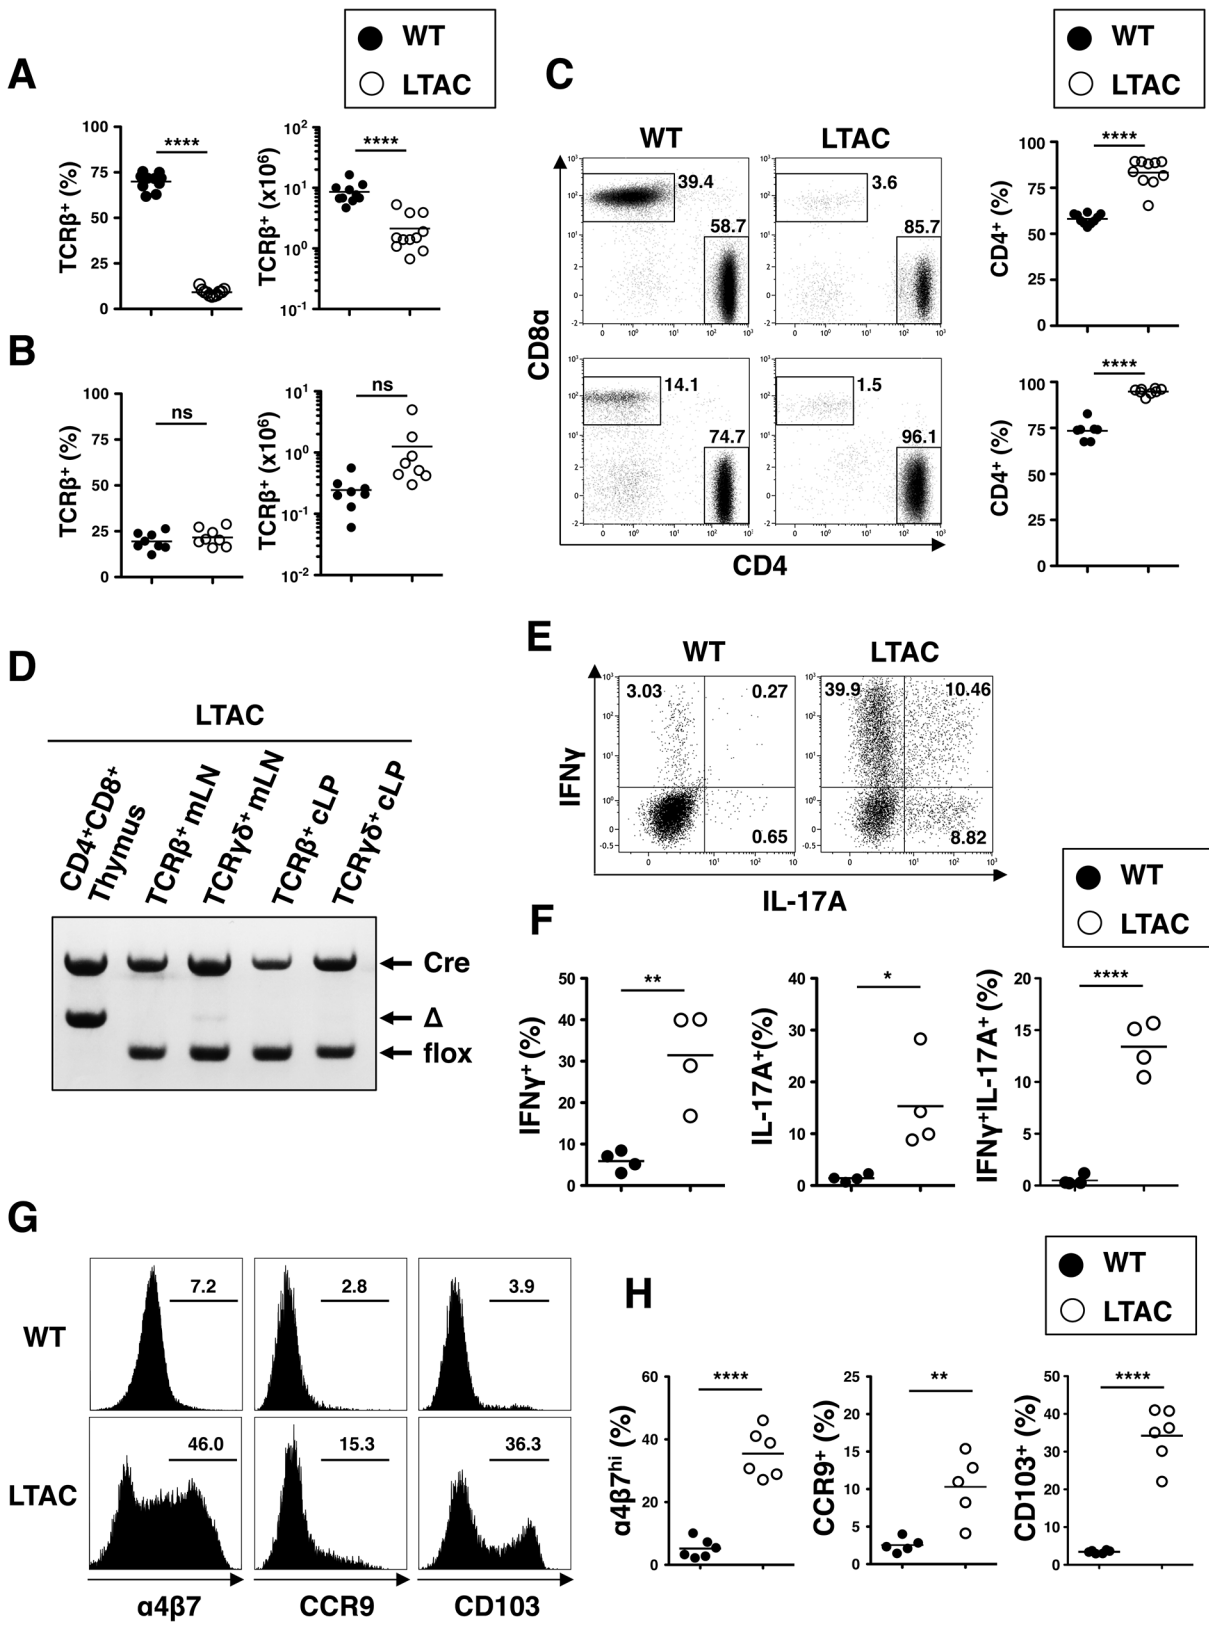 WT
LTAC
A
TCRβ⁺ (%)
100
75
50
25
0
****
TCRβ⁺ (x10⁶)
10²
10¹
10⁰
10⁻¹
****
B
TCRβ⁺ (%)
100
75
50
25
0
ns
TCRβ⁺ (x10⁶)
10¹
10⁰
10⁻¹
10⁻²
ns
C
WT
LTAC
WT
LTAC
39.4
58.7
3.6
85.7
14.1
74.7
1.5
96.1
CD8α
CD4
CD4⁺ (%)
100
75
50
25
0
****
CD4⁺ (%)
100
75
50
25
0
****
D
LTAC
CD4⁺CD8⁺
Thymus
TCRβ⁺ mLN
TCRγδ⁺ mLN
TCRβ⁺ cLP
TCRγδ⁺ cLP
Cre
Δ
flox
E
WT
LTAC
3.03
0.27
0.65
39.9
10.46
8.82
IFNγ
IL-17A
WT
LTAC
F
IFNγ⁺ (%)
50
40
30
20
10
0
**
IL-17A⁺(%)
40
30
20
10
0
*
IFNγ⁺IL-17A⁺ (%)
20
15
10
5
0
****
G
WT
7.2
2.8
3.9
LTAC
46.0
15.3
36.3
α4β7
CCR9
CD103
WT
LTAC
H
α4β7ʰⁱ (%)
60
40
20
0
****
CCR9⁺ (%)
25
20
15
10
5
0
**
CD103⁺ (%)
50
40
30
20
10
0
****